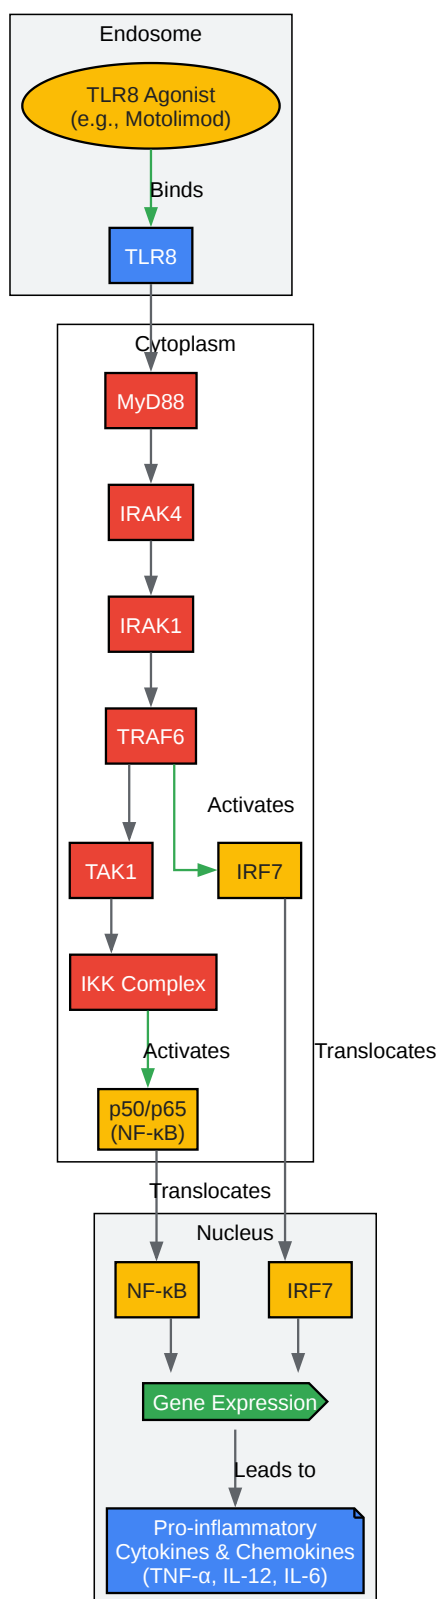 Endosome
TLR8 Agonist
(e.g., Motolimod)
Binds
TLR8
Cytoplasm
MyD88
IRAK4
IRAK1
TRAF6
Activates
TAK1
IRF7
IKK Complex
Activates
Translocates
p50/p65
(NF-κB)
Translocates
Nucleus
NF-κB
IRF7
Gene Expression
Leads to
Pro-inflammatory
Cytokines & Chemokines
(TNF-α, IL-12, IL-6)